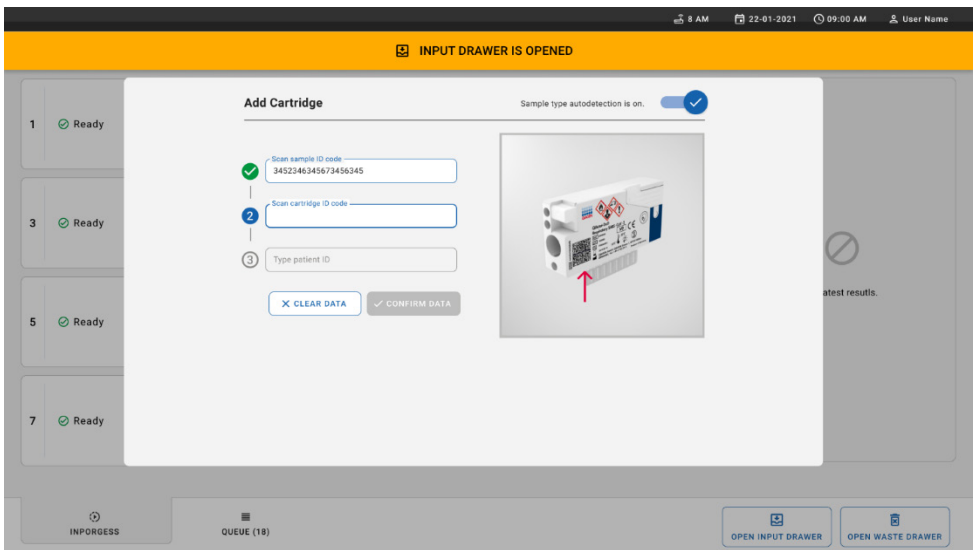 8 AM 22-01-2021 09:00 AM User Name
INPUT DRAWER IS OPENED
Add Cartridge
Sample type autodetection is on.
1 Ready
Scan sample ID code
3452346345673456345
Scan cartridge ID code
2
3 Ready
3 Type patient ID
CLEAR DATA
CONFIRM DATA
atest resutls.
5 Ready
7 Ready
INPORGESS
QUEUE (18)
OPEN INPUT DRAWER
OPEN WASTE DRAWER